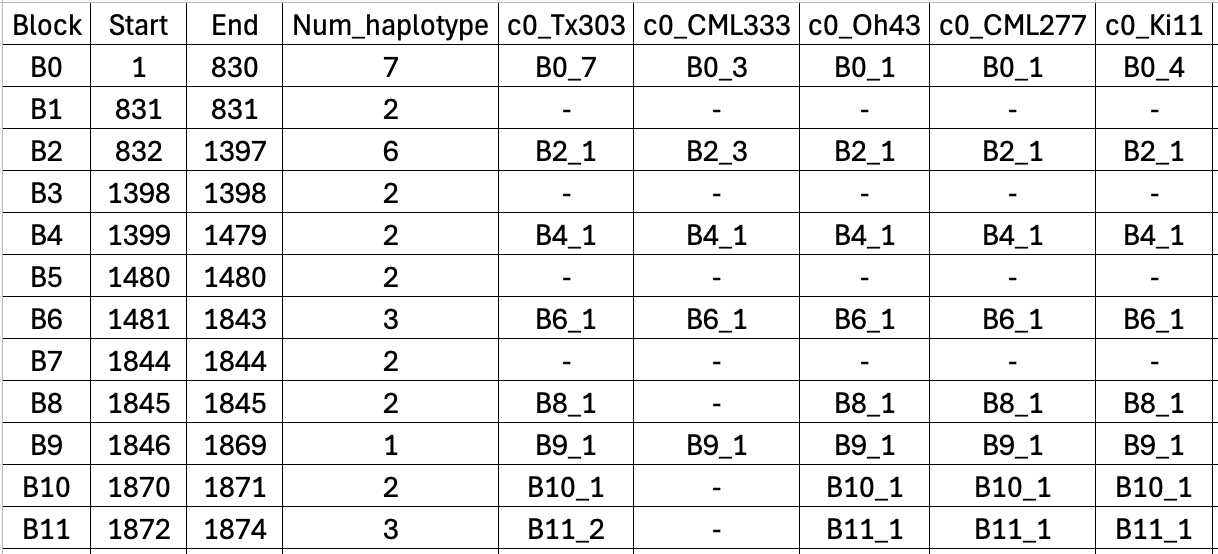 Block Start End Num_haplotype c0_Tx303 c0_CML333 c0_Oh43 c0_CML277 c0_Ki11
B0 1 830 7 B0_7 B0_3 B0_1 B0_1 B0_4
B1 831 831 2 - - - - -
B2 832 1397 6 B2_1 B2_3 B2_1 B2_1 B2_1
B3 1398 1398 2 - - - - -
B4 1399 1479 2 B4_1 B4_1 B4_1 B4_1 B4_1
B5 1480 1480 2 - - - - -
B6 1481 1843 3 B6_1 B6_1 B6_1 B6_1 B6_1
B7 1844 1844 2 - - - - -
B8 1845 1845 2 B8_1 - B8_1 B8_1 B8_1
B9 1846 1869 1 B9_1 B9_1 B9_1 B9_1 B9_1
B10 1870 1871 2 B10_1 - B10_1 B10_1 B10_1
B11 1872 1874 3 B11_2 - B11_1 B11_1 B11_1